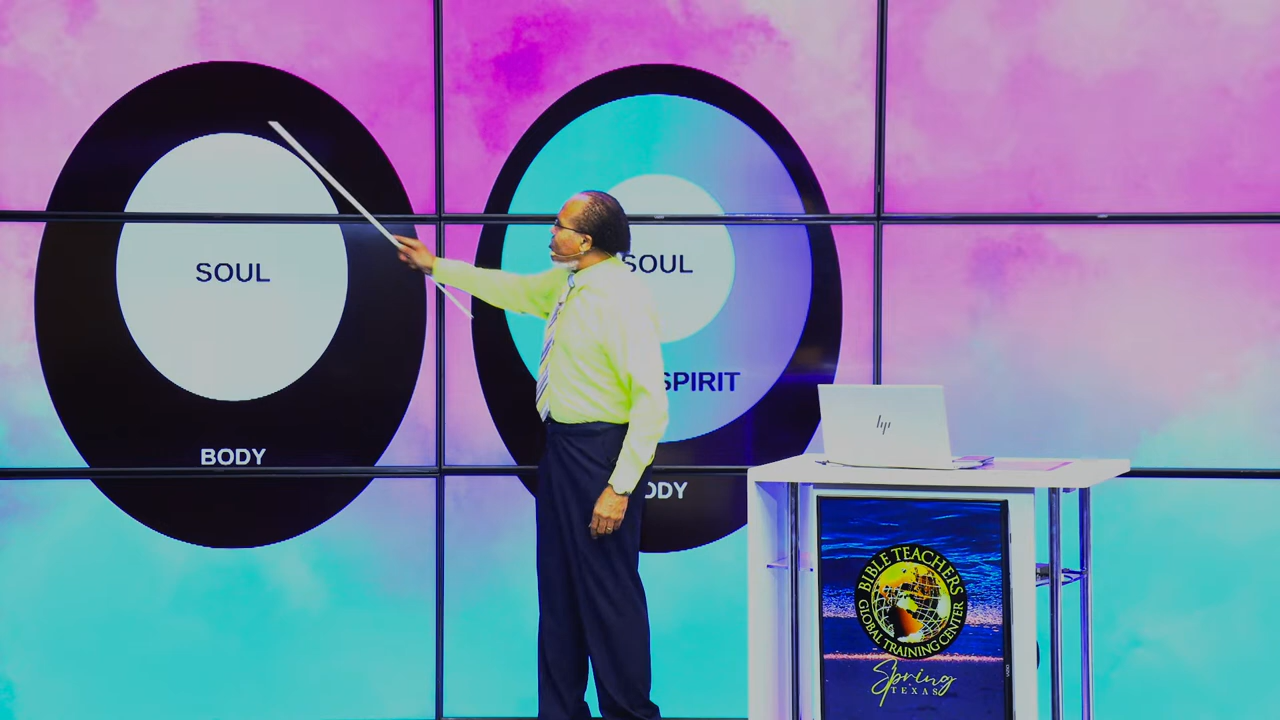 SOUL
BODY
SOUL
SPIRIT
ODY
hp
BIBLE TEACHERS
GLOBAL TRAINING CENTER
Spring
TEXAS